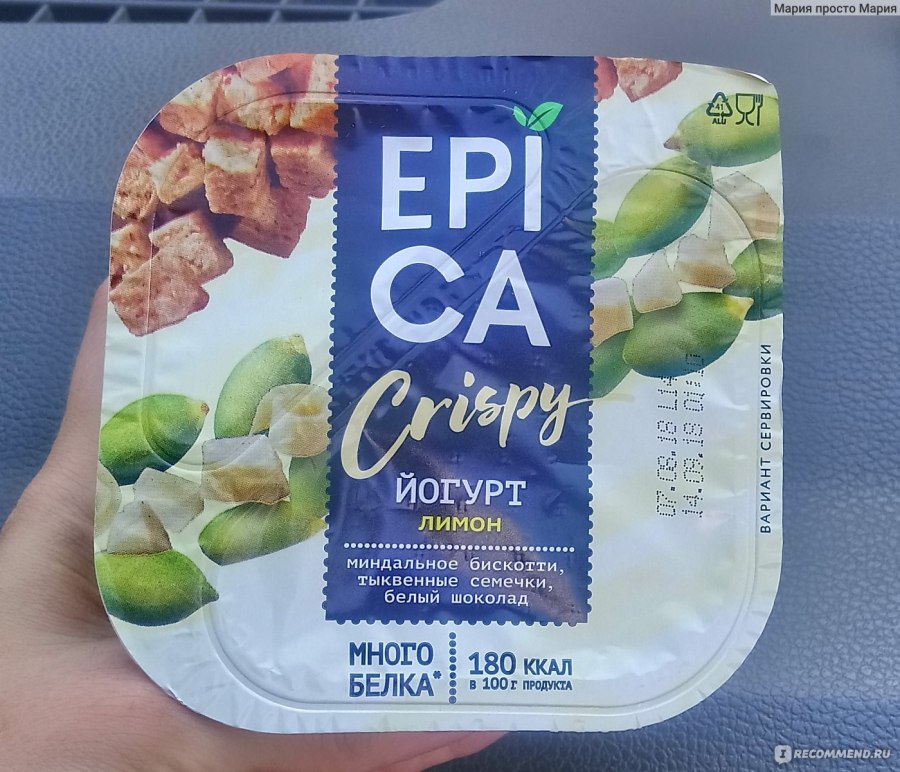 Мария просто Мария
EPI
CA
Crispy
ЙОГУРТ
ЛИМОН
миндальное бискотти,
тыквенные семечки,
белый шоколад
МНОГО
БЕЛКА*
180 ККАЛ
В 100 Г ПРОДУКТА
41
ALU
07.08.18
14.09.18
ВАРИАНТ СЕРВИРОВКИ
I RECOMMEND.RU